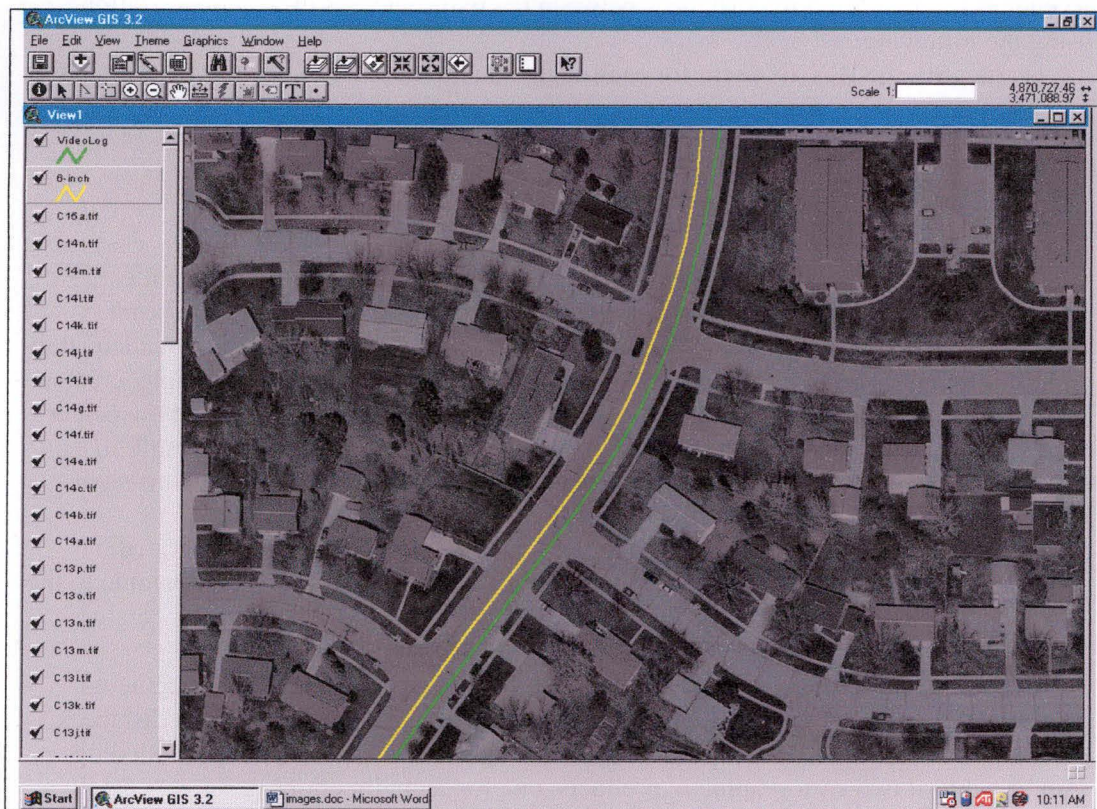 ArcView GIS 3.2
File Edit View Theme Graphics Window Help
Scale 1:
4,870,727.46
3,471,088.97
View1
VideoLog
6-inch
C15a.tif
C14n.tif
C14m.tif
C14l.tif
C14k.tif
C14j.tif
C14i.tif
C14g.tif
C14f.tif
C14e.tif
C14c.tif
C14b.tif
C14a.tif
C13p.tif
C13o.tif
C13n.tif
C13m.tif
C13l.tif
C13k.tif
C13j.tif
Start ArcView GIS 3.2 images.doc - Microsoft Word 10:11 AM